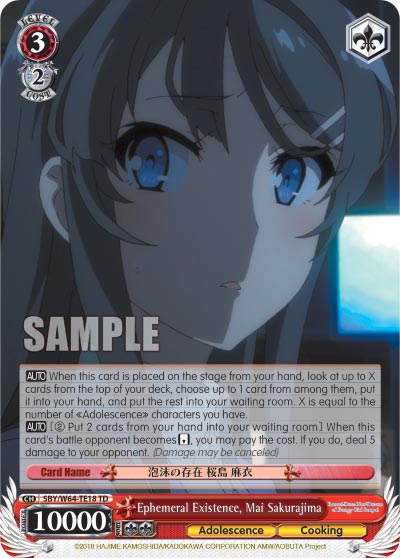 LEVEL
3
2
COST
SAMPLE
AUTO When this card is placed on the stage from your hand, look at up to X
cards from the top of your deck, choose up to 1 card from among them, put
it into your hand, and put the rest into your waiting room. X is equal to the
number of «Adolescence» characters you have.
AUTO [② Put 2 cards from your hand into your waiting room] When this
card's battle opponent becomes, you may pay the cost. If you do, deal 5
damage to your opponent. (Damage may be canceled)
Card Name 泡沫の存在 桜島 麻衣
SBY/W64-TE18 TD
Ephemeral Existence, Mai Sakurajima
10000
Adolescence Cooking
©2018 HAJIME KAMOSHIDA/KADOKAWA CORPORATION AMW/AOBUTA Project